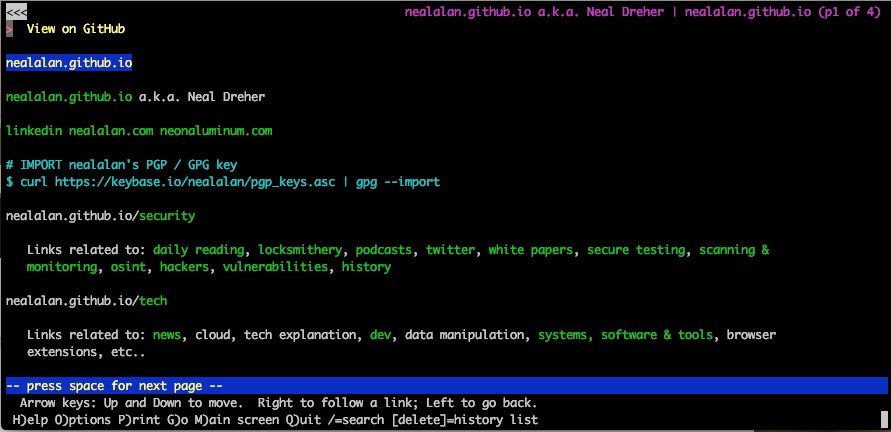 <<<
nealalan.github.io a.k.a. Neal Dreher | nealalan.github.io (p1 of 4)
> View on GitHub
nealalan.github.io
nealalan.github.io a.k.a. Neal Dreher
linkedin nealalan.com neonaluminum.com
# IMPORT nealalan's PGP / GPG key
$ curl https://keybase.io/nealalan/pgp_keys.asc | gpg --import
nealalan.github.io/security
Links related to: daily reading, locksmithery, podcasts, twitter, white papers, secure testing, scanning &
monitoring, osint, hackers, vulnerabilities, history
nealalan.github.io/tech
Links related to: news, cloud, tech explanation, dev, data manipulation, systems, software & tools, browser
extensions, etc..
-- press space for next page --
Arrow keys: Up and Down to move. Right to follow a link; Left to go back.
H)elp O)ptions P)rint G)o M)ain screen Q)uit /=search [delete]=history list